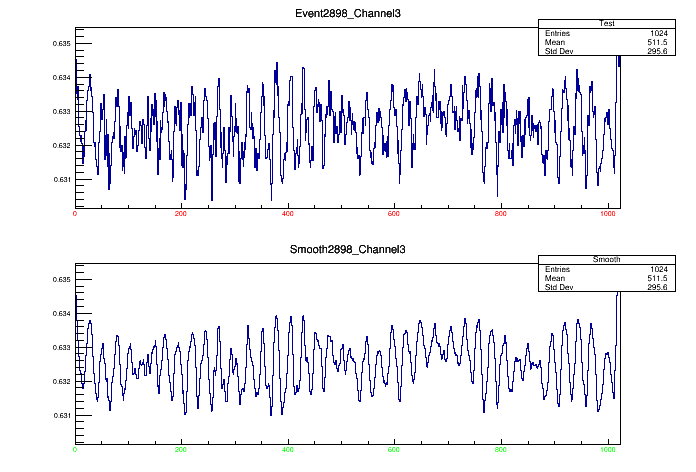 Event2898_Channel3
Test
Entries 1024
Mean 511.5
Std Dev 295.6
0.635
0.634
0.633
0.632
0.631
0 200 400 600 800 1000
Smooth2898_Channel3
Smooth
Entries 1024
Mean 511.5
Std Dev 295.6
0.635
0.634
0.633
0.632
0.631
0 200 400 600 800 1000